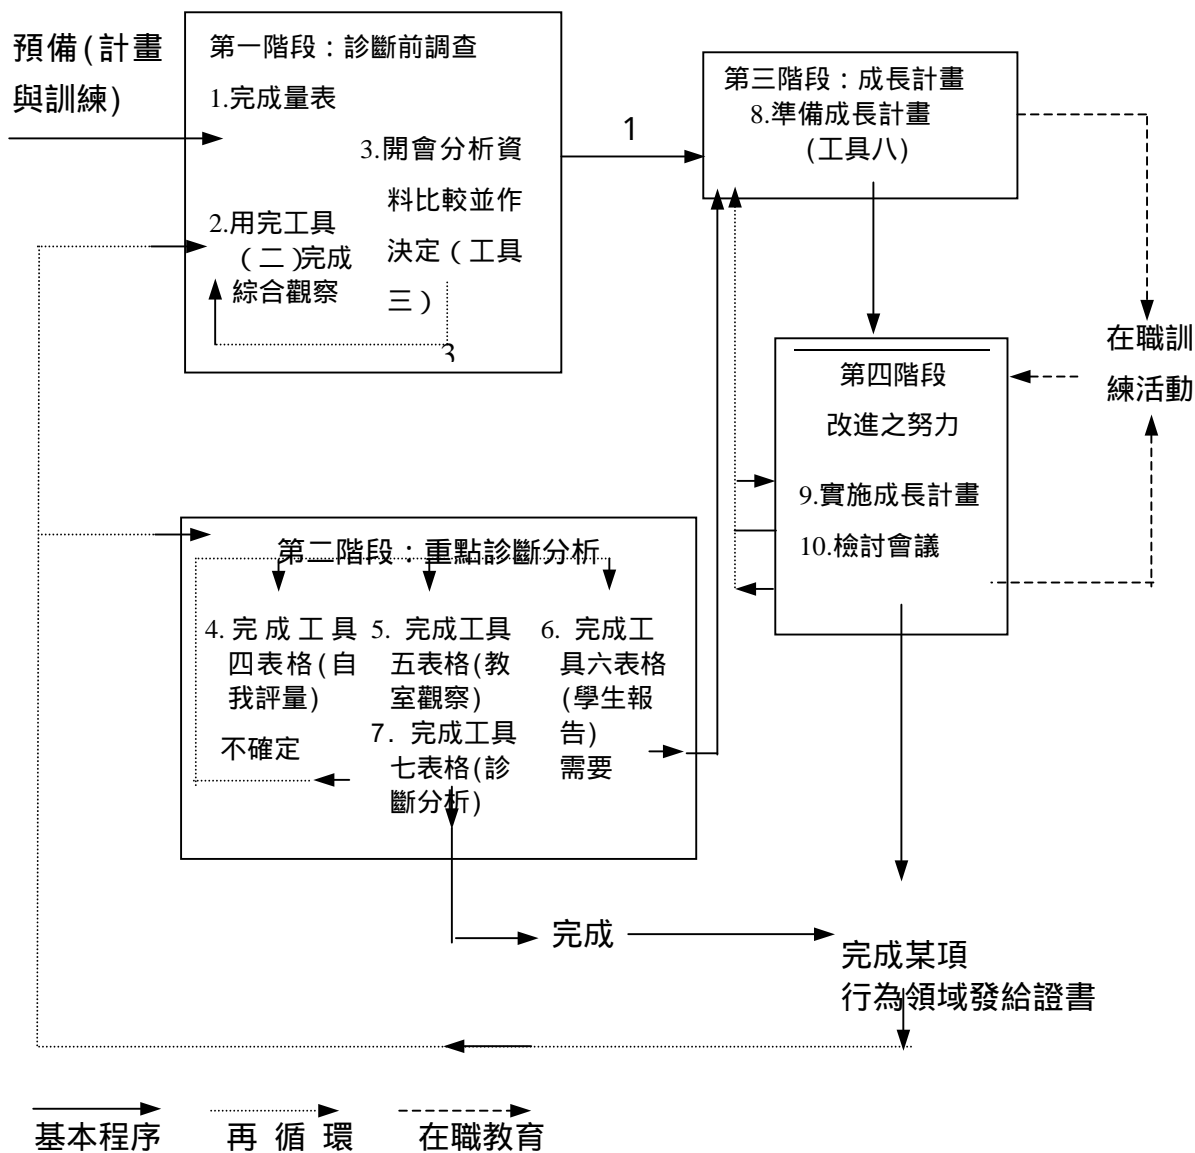 預備(計畫
與訓練)
第一階段：診斷前調查
1.完成量表
3.開會分析資
料比較並作
決定（工具
三）
2.用完工具
（二）完成
綜合觀察
3
1
第三階段：成長計畫
8.準備成長計畫
(工具八)
在職訓
練活動
第四階段
改進之努力
9.實施成長計畫
10.檢討會議
第二階段：重點診斷分析
4.完成工具
四表格(自
我評量)
不確定
5. 完成工具
五表格(教
室觀察)
7. 完成工具
七表格(診
斷分析)
6. 完成工
具六表格
(學生報
告)
需要
完成
完成某項
行為領域發給證書
基本程序
再循環
在職教育